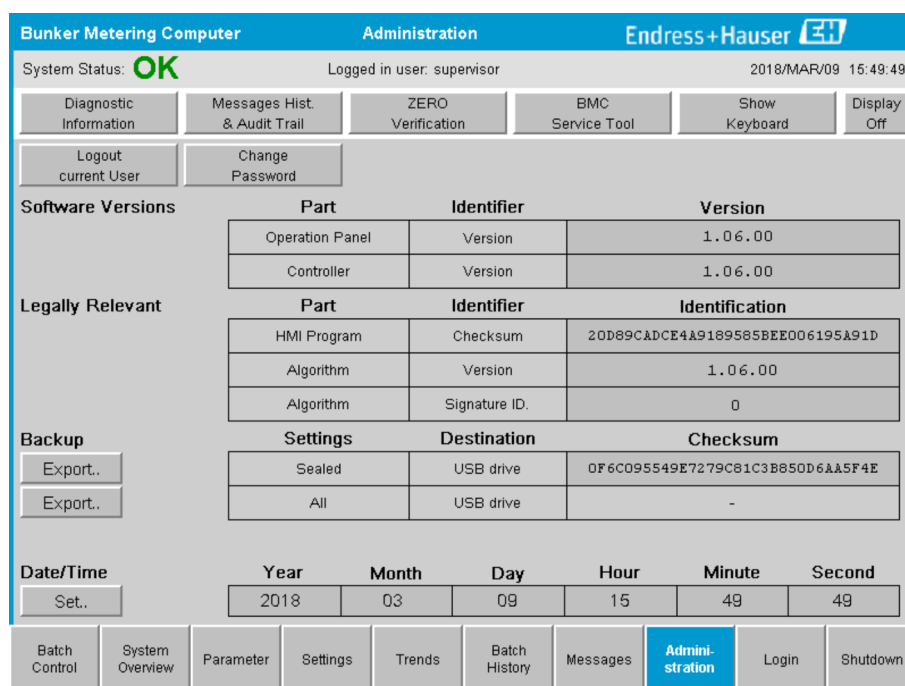 Bunker Metering Computer Administration Endress+Hauser EH
System Status: OK Logged in user: supervisor 2018/MAR/09 15:49:49
Diagnostic Information Messages Hist. & Audit Trail ZERO Verification BMC Service Tool Show Keyboard Display Off
Logout current User Change Password
Software Versions Part Identifier Version
Operation Panel Version 1.06.00
Controller Version 1.06.00
Legally Relevant Part Identifier Identification
HMI Program Checksum 20D89CADCE4A9189585BEE006195A91D
Algorithm Version 1.06.00
Algorithm Signature ID. 0
Backup Settings Destination Checksum
Export.. Sealed USB drive 0F6C095549E7279C81C3B850D6AA5F4E
Export.. All USB drive -
Date/Time Year Month Day Hour Minute Second
Set.. 2018 03 09 15 49 49
Batch Control System Overview Parameter Settings Trends Batch History Messages Admini-stration Login Shutdown